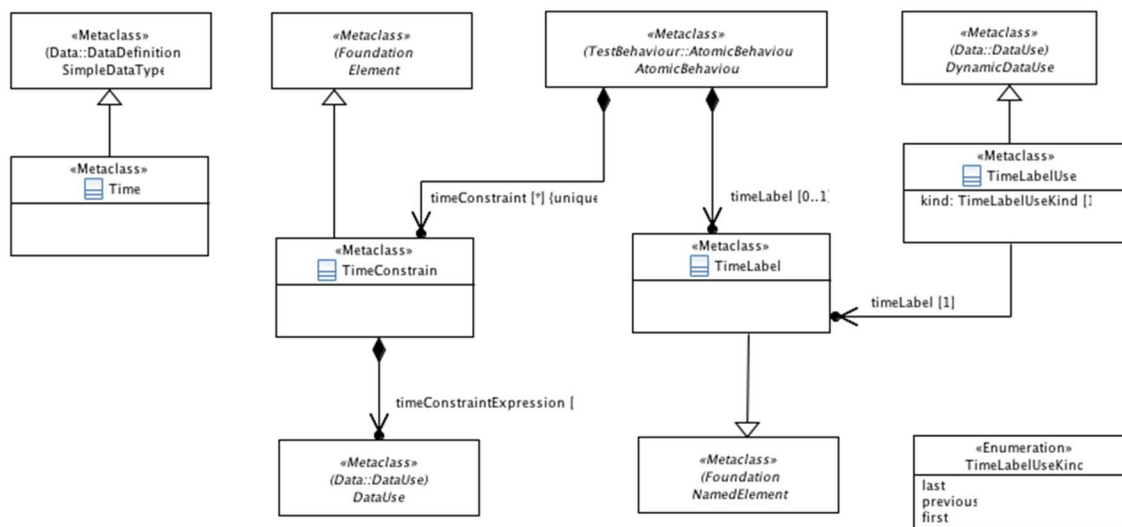 «Metaclass»
(Data::DataDefinition
SimpleDataType
«Metaclass»
(Foundation
Element
«Metaclass»
(TestBehaviour::AtomicBehaviou
AtomicBehaviou
«Metaclass»
(Data::DataUse)
DynamicDataUse
«Metaclass»
Time
«Metaclass»
TimeLabelUse
kind: TimeLabelUseKind [1
timeConstraint [*] {unique
timeLabel [0..1]
«Metaclass»
TimeConstrain
«Metaclass»
TimeLabel
timeLabel [1]
timeConstraintExpression [
«Metaclass»
(Data::DataUse)
DataUse
«Metaclass»
(Foundation
NamedElement
«Enumeration»
TimeLabelUseKind
last
previous
first